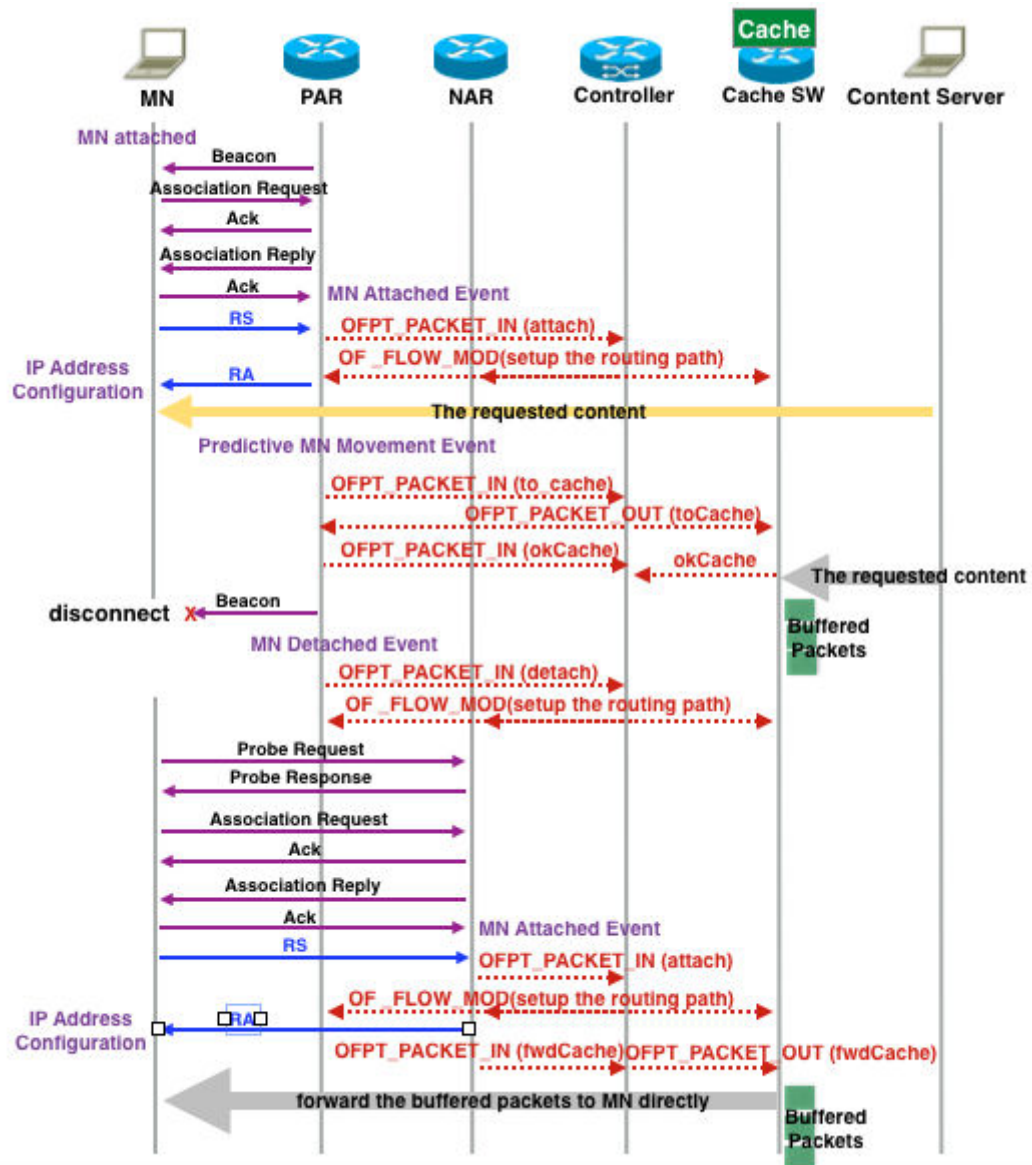 Cache
MN
PAR
NAR
Controller
Cache SW
Content Server
MN attached
Beacon
Association Request
Ack
Association Reply
Ack
MN Attached Event
RS
OFPT_PACKET_IN (attach)
OF _FLOW_MOD(setup the routing path)
IP Address
Configuration
RA
The requested content
Predictive MN Movement Event
OFPT_PACKET_IN (to_cache)
OFPT_PACKET_OUT (toCache)
OFPT_PACKET_IN (okCache)
okCache
The requested content
disconnect X
Beacon
Buffered
Packets
MN Detached Event
OFPT_PACKET_IN (detach)
OF _FLOW_MOD(setup the routing path)
Probe Request
Probe Response
Association Request
Ack
Association Reply
Ack
MN Attached Event
RS
OFPT_PACKET_IN (attach)
OF _FLOW_MOD(setup the routing path)
IP Address
Configuration
RA
OFPT_PACKET_IN (fwdCache)
OFPT_PACKET_OUT (fwdCache)
forward the buffered packets to MN directly
Buffered
Packets